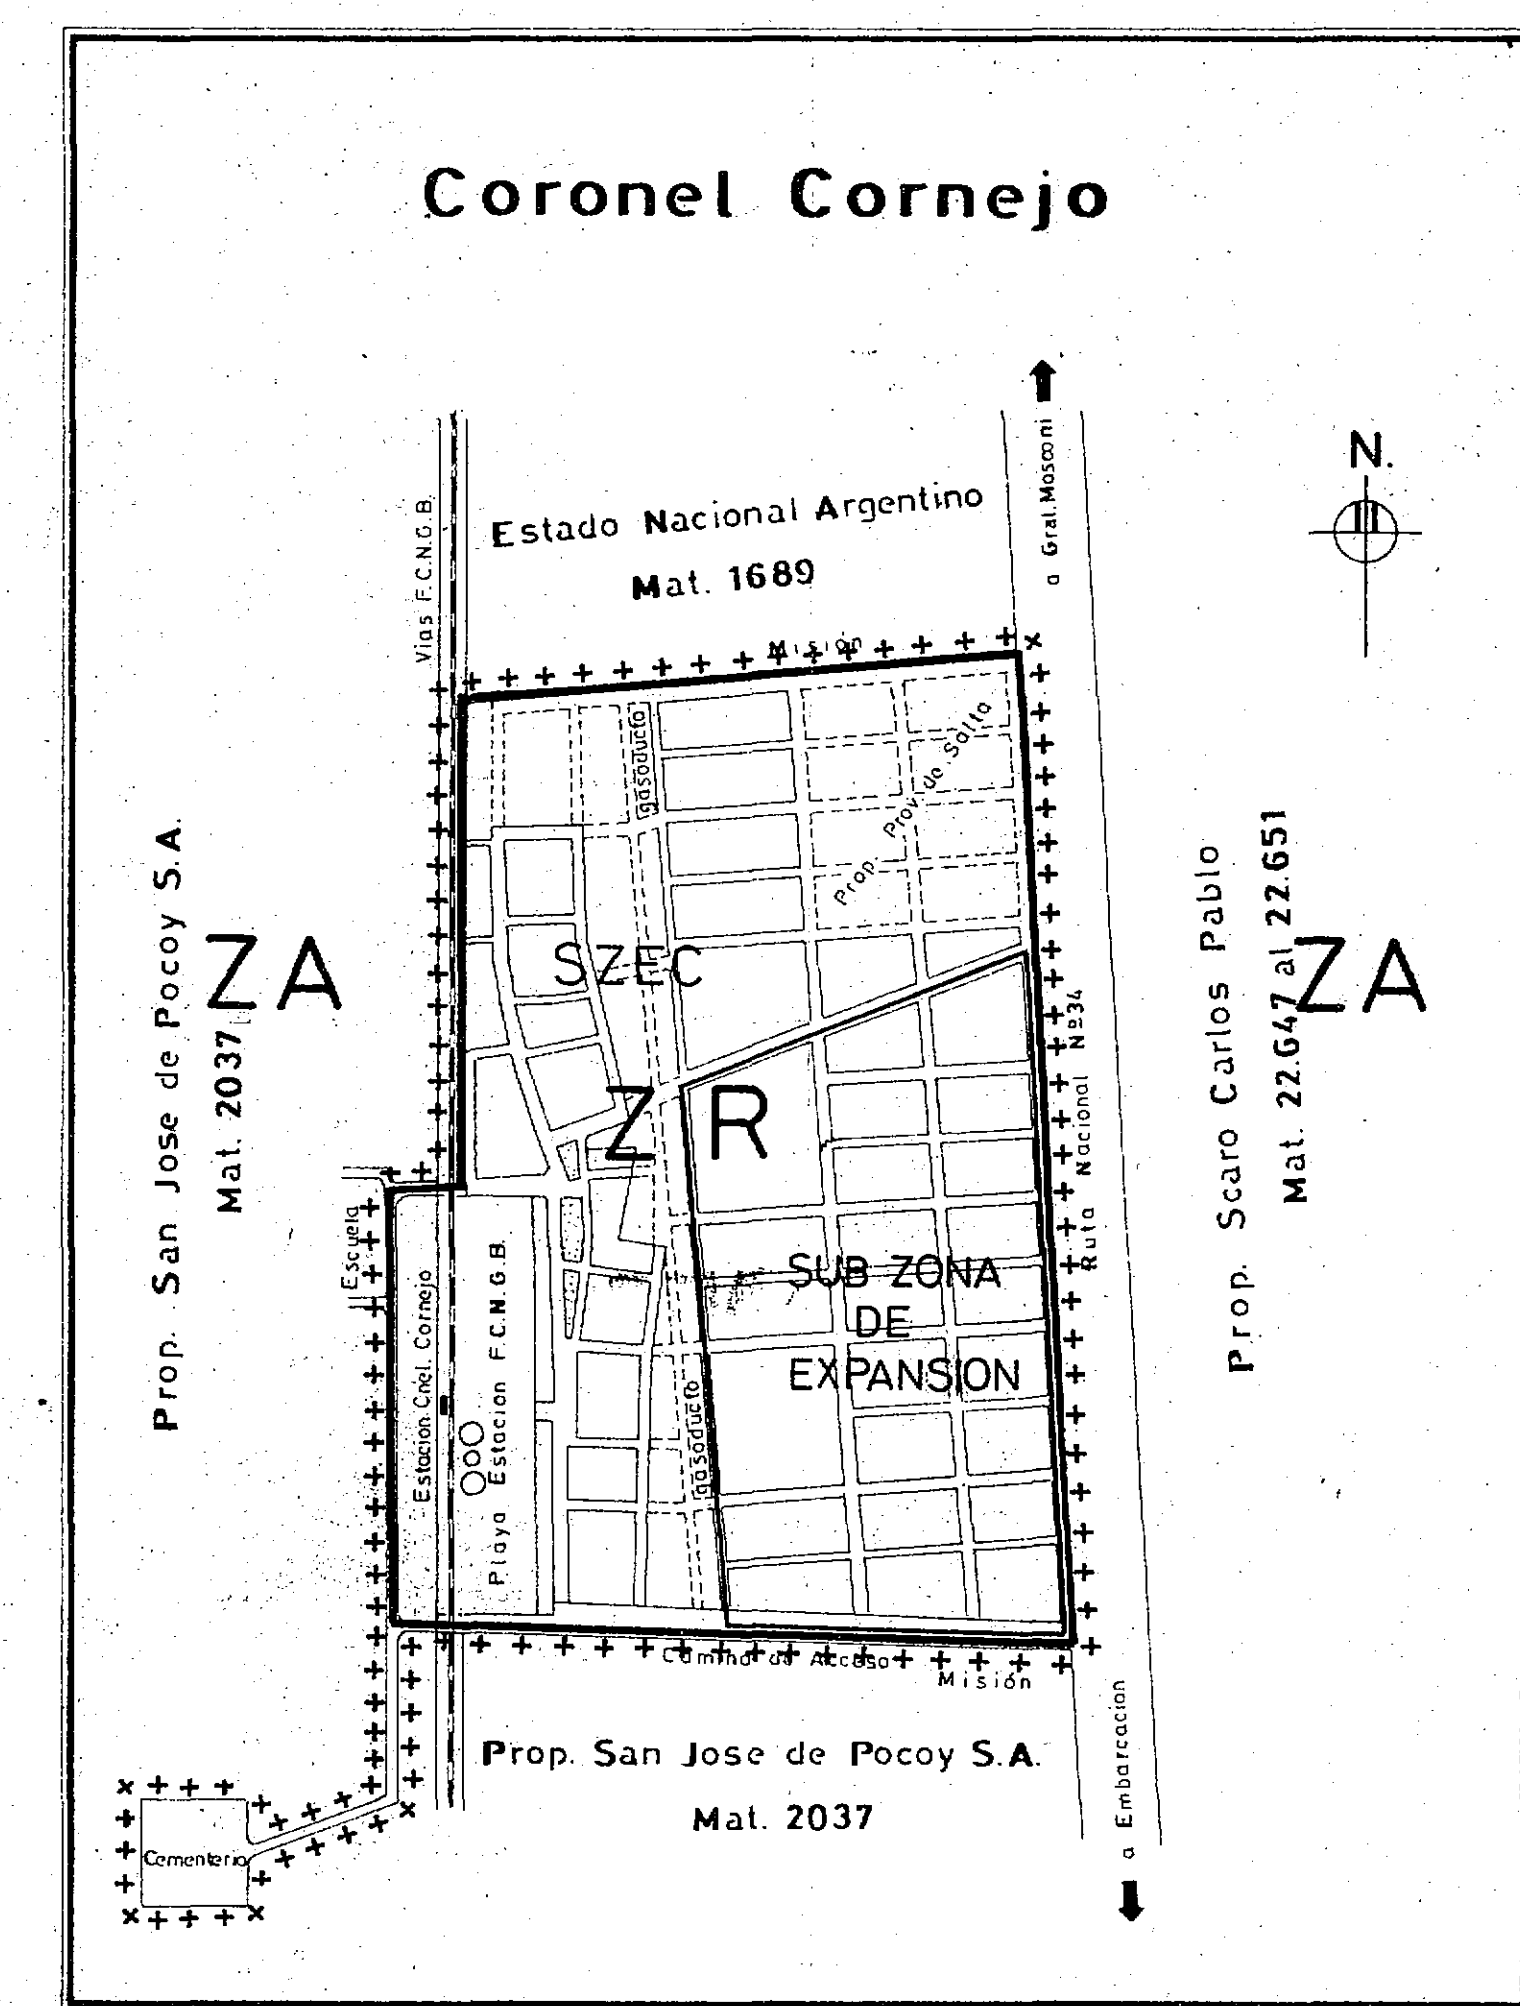 Coronel Cornejo
N.
a Gral. Mosconi
Vias F.C.N.G.B.
Estado Nacional Argentino
Mat. 1689
Misión
gasoducto
Prop. Prov. de Salta
Prop. San Jose de Pocoy S.A.
Mat. 2037
ZA
SZEC
Z R
Ruta Nacional Nº34
Prop. Scaro Carlos Pablo
Mat. 22.647 al 22.651
ZA
Escuela
Estacion Cnel. Cornejo
Playa Estacion F.C.N.G.B.
SUB ZONA
DE
EXPANSION
gasoducto
Camino de Acceso
Misión
Prop. San Jose de Pocoy S.A.
Mat. 2037
a Embarcacion
Cementerio